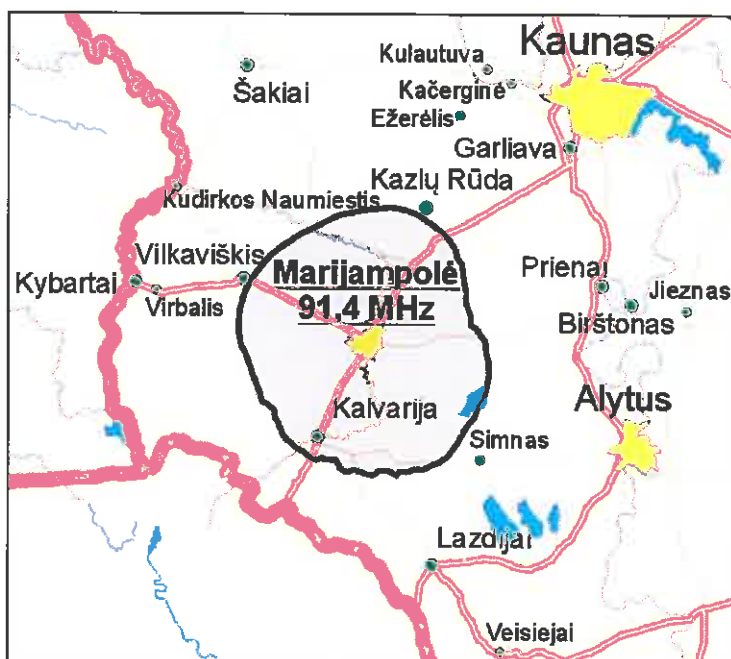 Kaunas
Kulautuva
Šakiai
Kačerginė
Ežerėlis
Garliava
Kazlų Rūda
Kudirkos Naumiestis
Vilkaviškis
Kybartai
Virbalis
Marijampolė
91,4 MHz
Prienai
Jieznas
Birštonas
Kalvarija
Alytus
Simnas
Lazdijai
Veisiejai